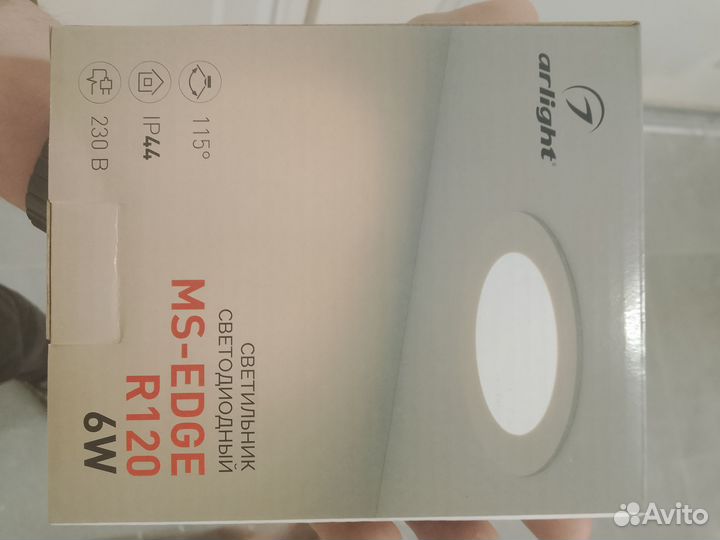 arlight®
115°
IP44
230 В
СВЕТИЛЬНИК
СВЕТОДИОДНЫЙ
MS-EDGE
R120
6W
Avito